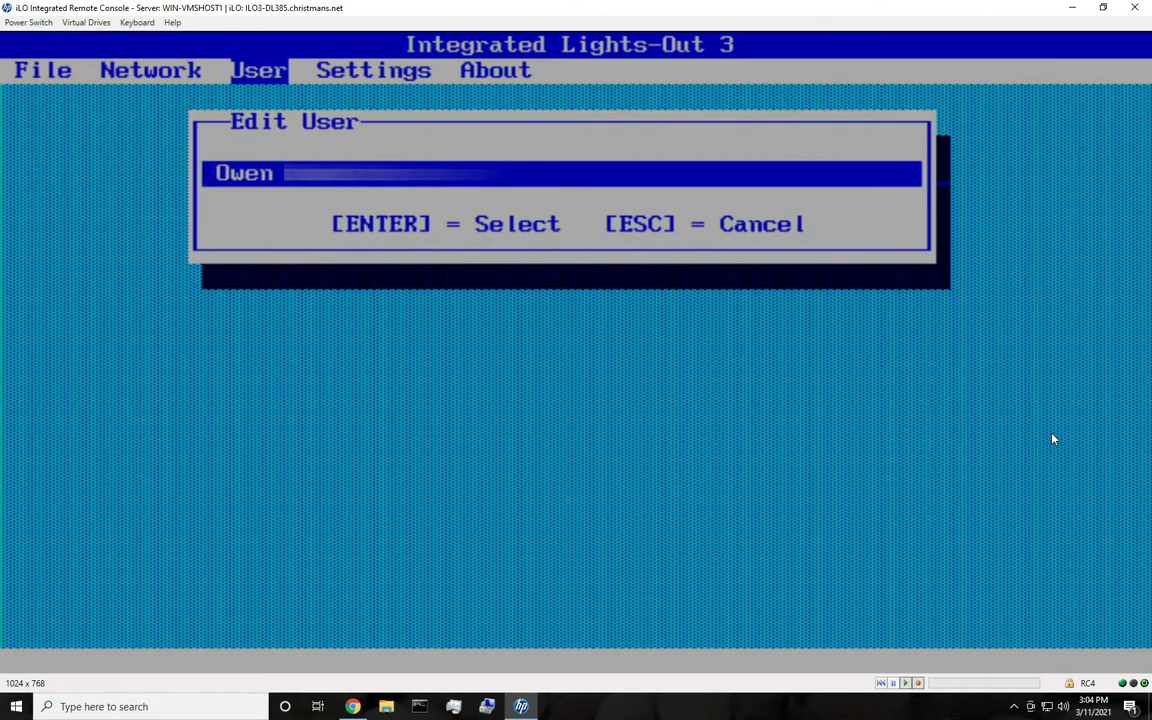 iLO Integrated Remote Console - Server: WIN-VMSHOST1 | iLO: ILO3-DL385.christmans.net
Power Switch Virtual Drives Keyboard Help
Integrated Lights-Out 3
File Network User Settings About
Edit User
Owen
[ENTER] = Select [ESC] = Cancel
1024 x 768
RC4
Type here to search
hp
3:04 PM
3/11/2021
1